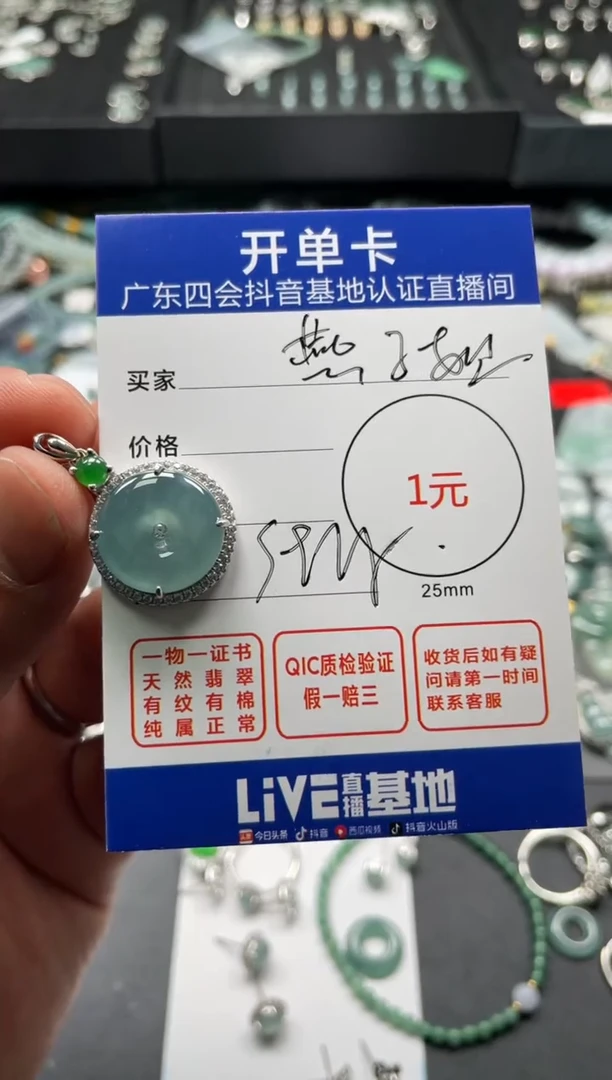 开单卡
广东四会抖音基地认证直播间
买家
价格
1元
25mm
一物一证书
天然翡翠
有纹有棉
纯属正常
QIC质检验证
假一赔三
收货后如有疑
问请第一时间
联系客服
LiVE直播基地
今日头条 抖音 西瓜视频 抖音火山版